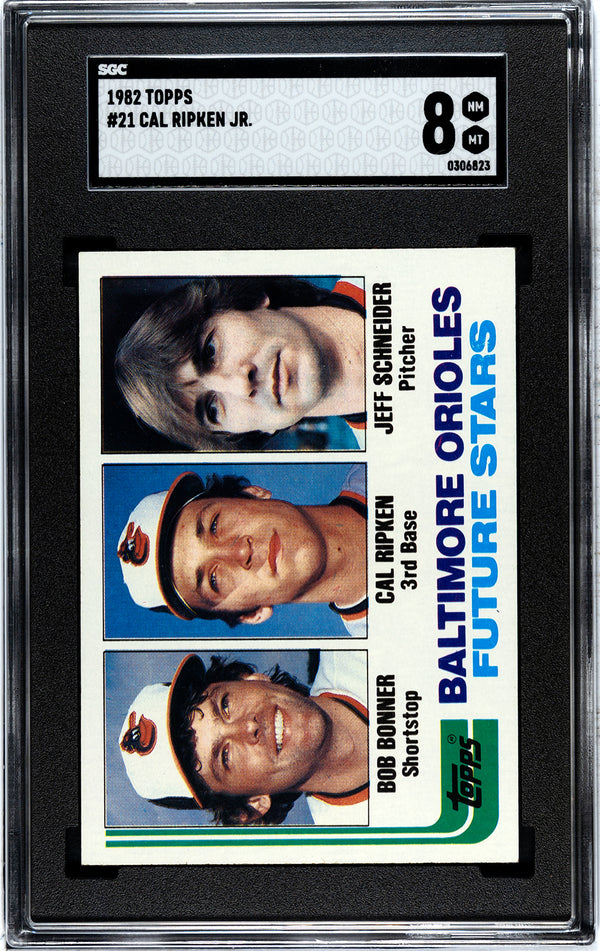 SGC
1982 TOPPS
#21 CAL RIPKEN JR.
8
NM
MT
0306823
BOB BONNER
Shortstop
CAL RIPKEN
3rd Base
JEFF SCHNEIDER
Pitcher
BALTIMORE ORIOLES
FUTURE STARS
TOPPS®